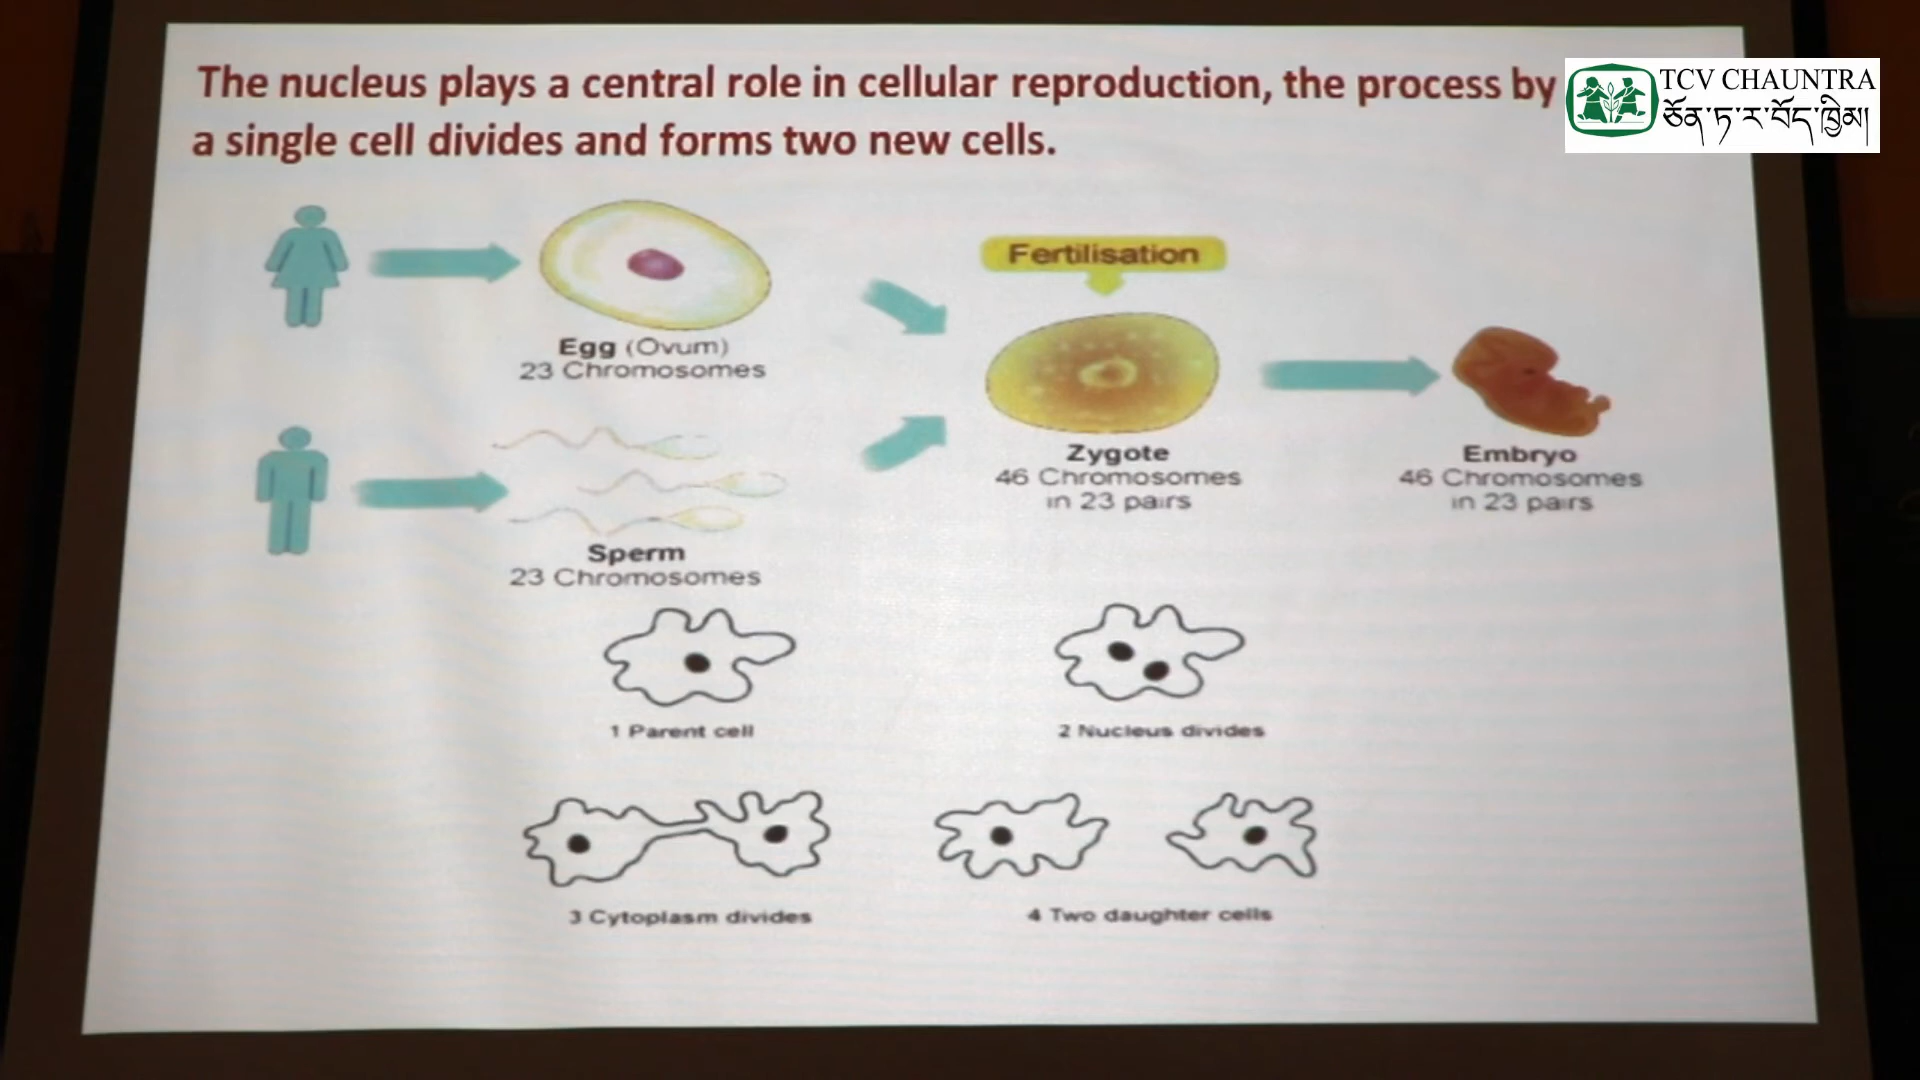 The nucleus plays a central role in cellular reproduction, the process by
a single cell divides and forms two new cells.
TCV CHAUNTRA
ཅོན་ཏ་ར་བོད་ཁྱིམ།
Fertilisation
Egg (Ovum)
23 Chromosomes
Zygote
46 Chromosomes
in 23 pairs
Embryo
46 Chromosomes
in 23 pairs
Sperm
23 Chromosomes
1 Parent cell
2 Nucleus divides
3 Cytoplasm divides
4 Two daughter cells